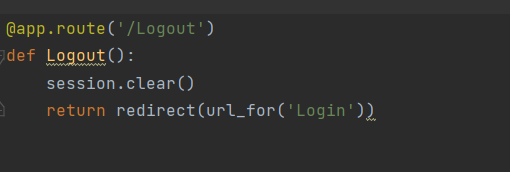 @app.route('/Logout')
def Logout():
    session.clear()
    return redirect(url_for('Login'))